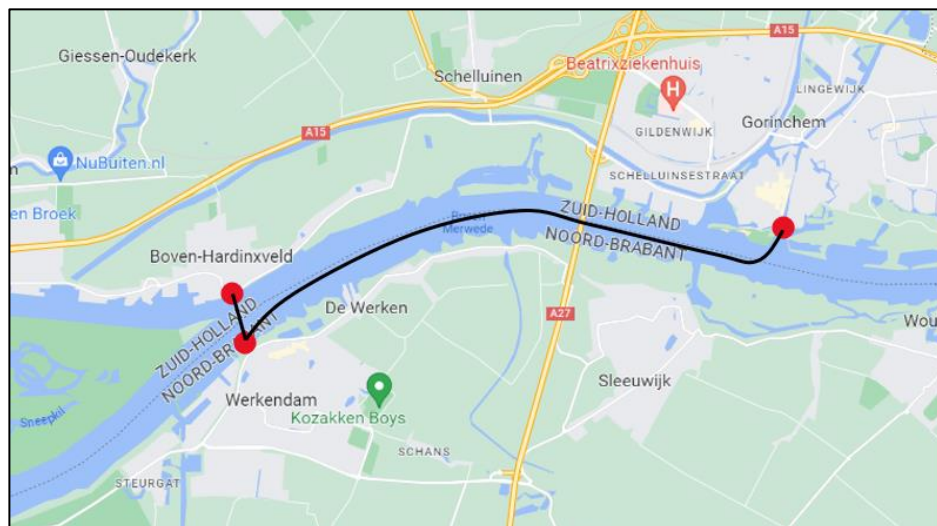 Giessen-Oudekerk
A15
Schelluinen
Beatrixziekenhuis
H
LINGEWIJK
GILDENWIJK
Gorinchem
A15
NuBuiten.nl
en Broek
SCHELLUINSESTRAAT
ZUID-HOLLAND
Merwede
NOORD-BRABANT
Boven-Hardinxveld
ZUID-HOLLAND
NOORD-BRABANT
De Werken
A27
Wou
Sleeuwijk
Werkendam
Kozakken Boys
Sneepkil
SCHANS
STEURGAT